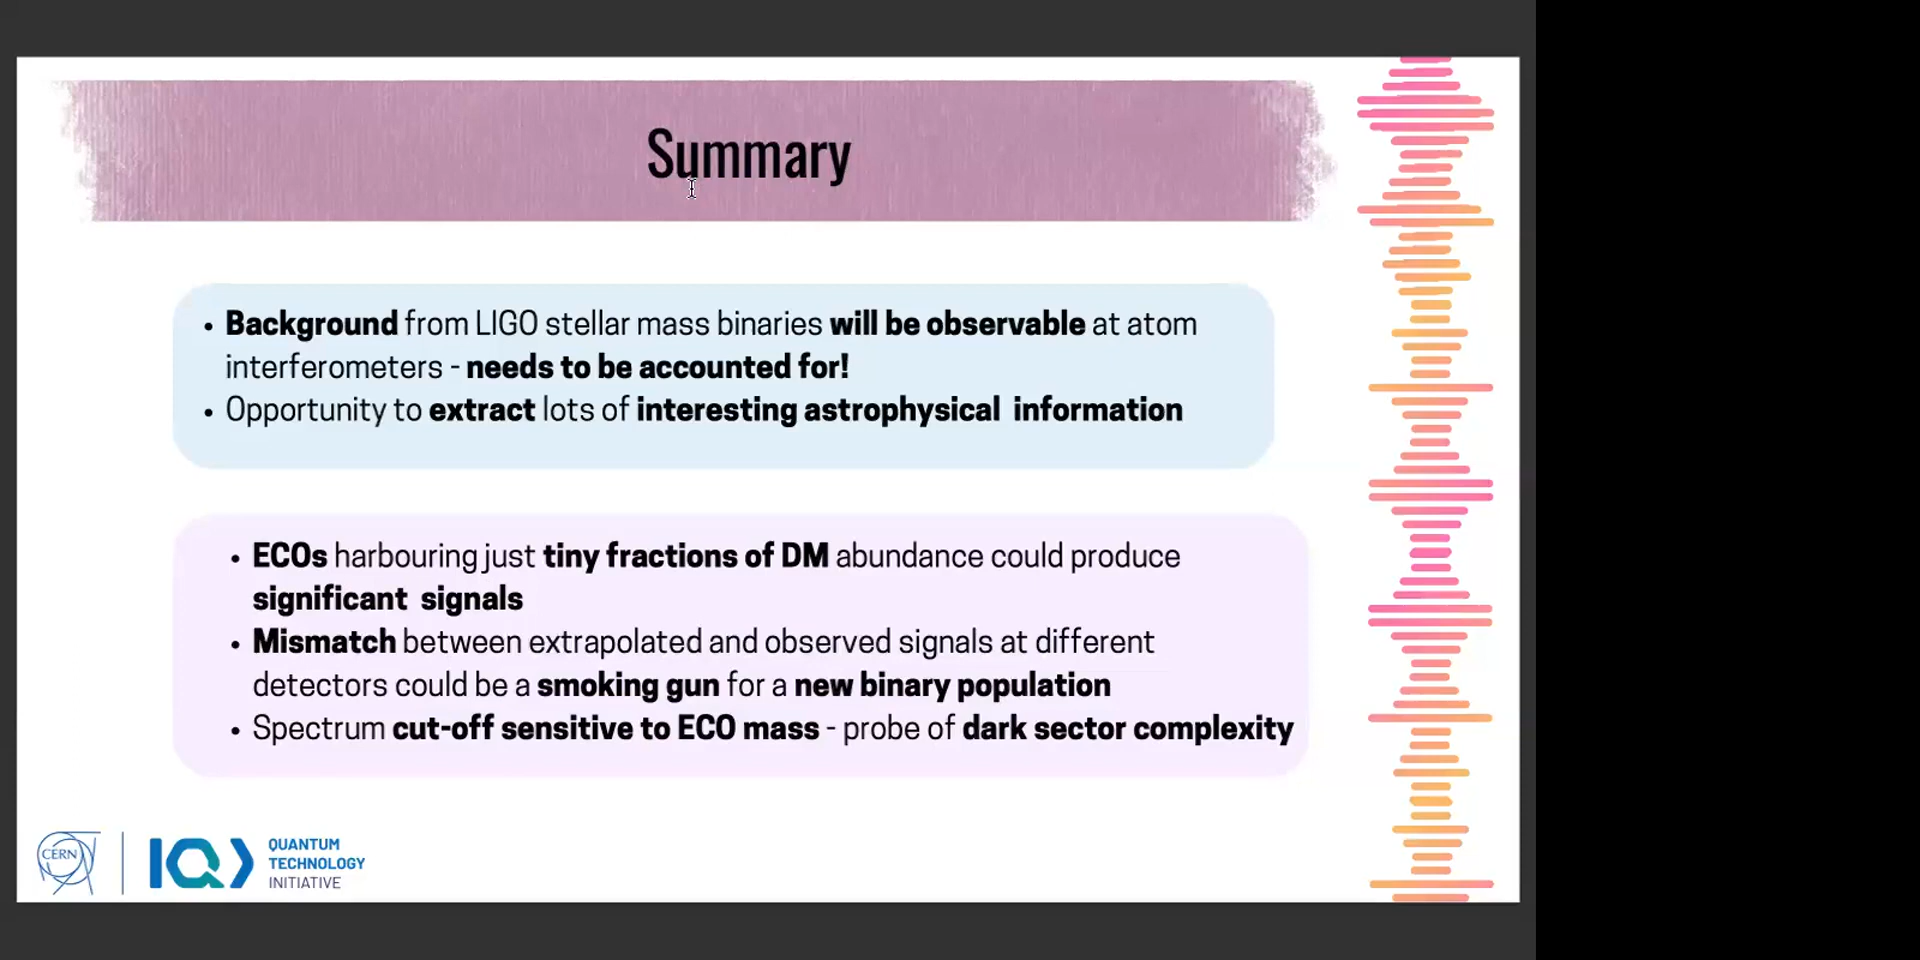 Summary
• Background from LIGO stellar mass binaries will be observable at atom
interferometers - needs to be accounted for!
• Opportunity to extract lots of interesting astrophysical information
• ECOs harbouring just tiny fractions of DM abundance could produce
significant signals
• Mismatch between extrapolated and observed signals at different
detectors could be a smoking gun for a new binary population
• Spectrum cut-off sensitive to ECO mass - probe of dark sector complexity
CERN
QUANTUM
TECHNOLOGY
INITIATIVE